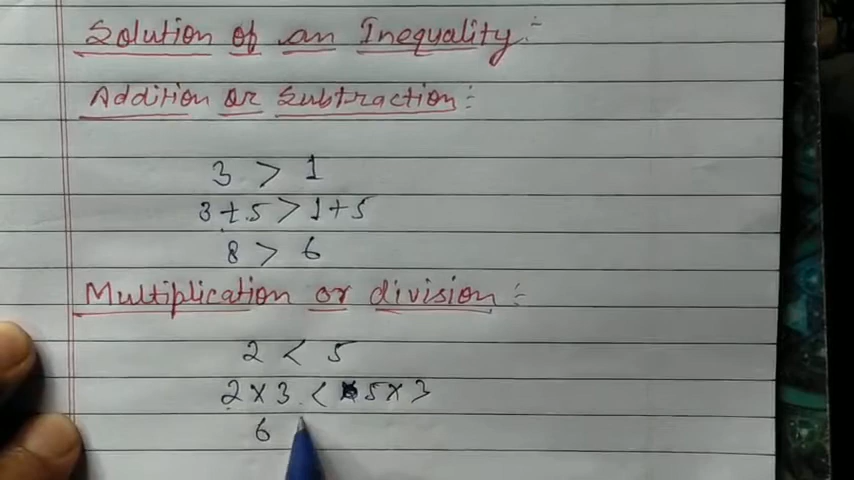 Solution of an Inequality :-
Addition or Subtraction :
3 > 1
3 + 5 > 1 + 5
8 > 6
Multiplication or division :-
2 < 5
2 × 3 < 5 × 3
6